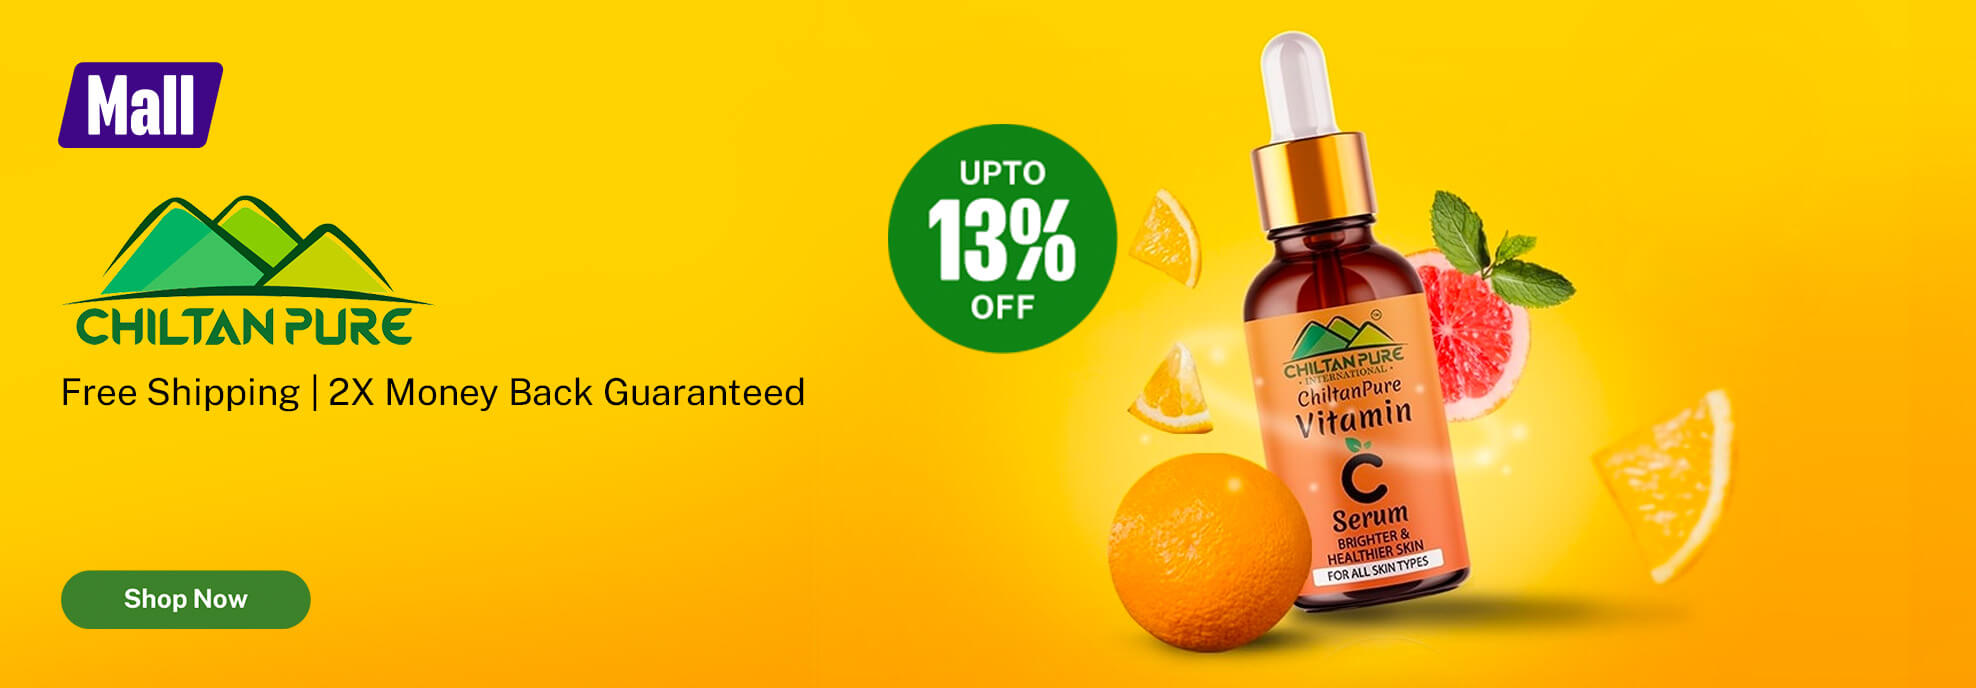 Mall
CHILTAN PURE
Free Shipping | 2X Money Back Guaranteed
Shop Now
UPTO
13%
OFF
TM
CHILTAN PURE
• INTERNATIONAL •
ChiltanPure
Vitamin
C
Serum
BRIGHTER &
HEALTHIER SKIN
FOR ALL SKIN TYPES